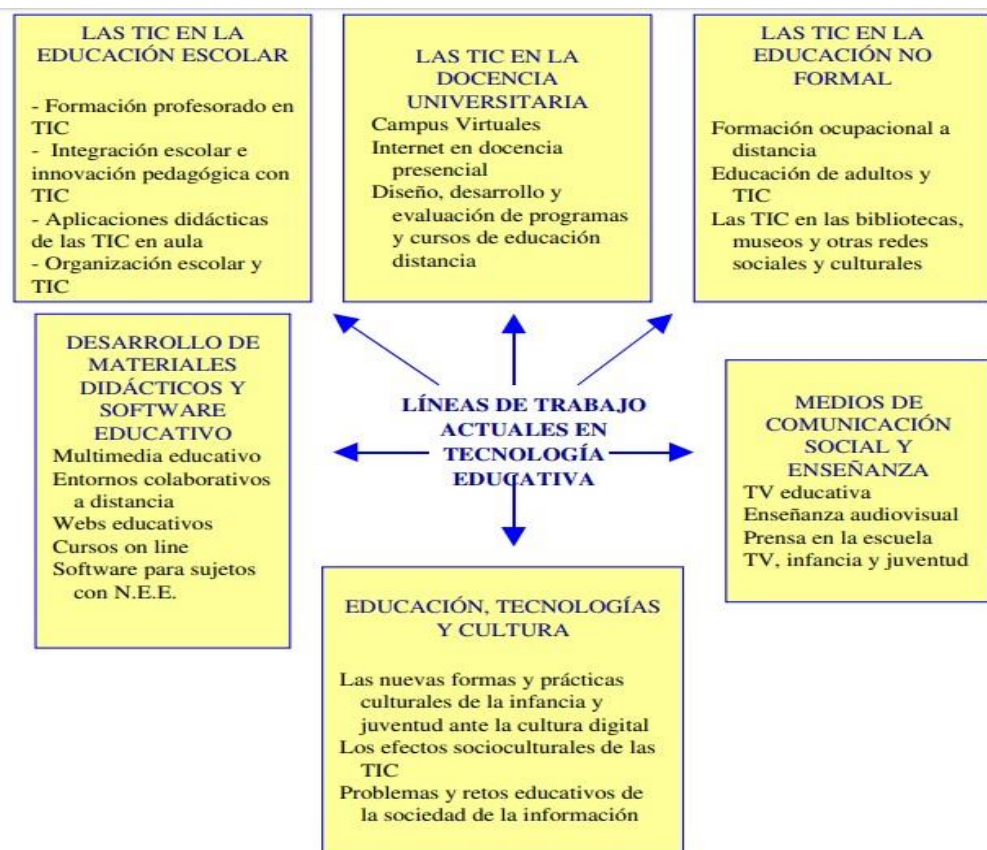 LAS TIC EN LA
EDUCACIÓN ESCOLAR
- Formación profesorado en
TIC
- Integración escolar e
innovación pedagógica con
TIC
- Aplicaciones didácticas
de las TIC en aula
- Organización escolar y
TIC
LAS TIC EN LA
DOCENCIA
UNIVERSITARIA
Campus Virtuales
Internet en docencia
presencial
Diseño, desarrollo y
evaluación de programas
y cursos de educación
distancia
LAS TIC EN LA
EDUCACIÓN NO
FORMAL
Formación ocupacional a
distancia
Educación de adultos y
TIC
Las TIC en las bibliotecas,
museos y otras redes
sociales y culturales
DESARROLLO DE
MATERIALES
DIDÁCTICOS Y
SOFTWARE
EDUCATIVO
Multimedia educativo
Entornos colaborativos
a distancia
Webs educativos
Cursos on line
Software para sujetos
con N.E.E.
LÍNEAS DE TRABAJO
ACTUALES EN
TECNOLOGÍA
EDUCATIVA
MEDIOS DE
COMUNICACIÓN
SOCIAL Y
ENSEÑANZA
TV educativa
Enseñanza audiovisual
Prensa en la escuela
TV, infancia y juventud
EDUCACIÓN, TECNOLOGÍAS
Y CULTURA
Las nuevas formas y prácticas
culturales de la infancia y
juventud ante la cultura digital
Los efectos socioculturales de las
TIC
Problemas y retos educativos de
la sociedad de la información